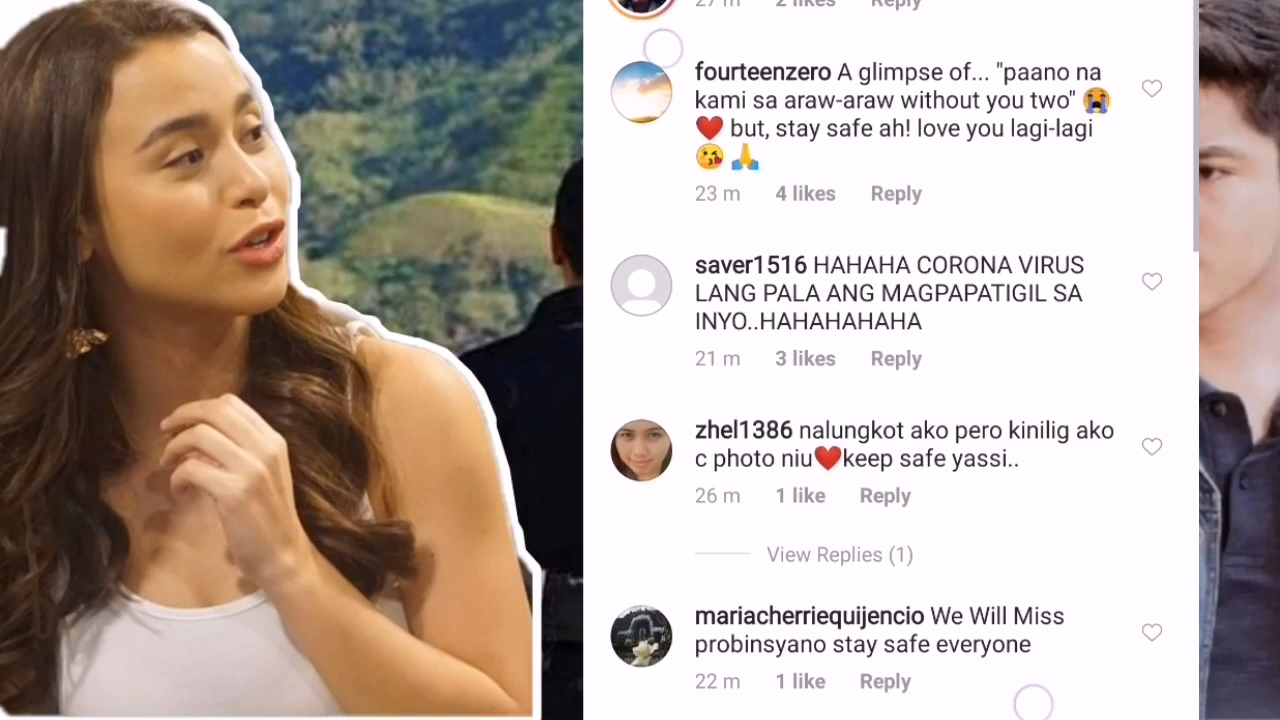 27 m 2 likes Reply
fourteenzero A glimpse of... "paano na
kami sa araw-araw without you two" 😭
❤️ but, stay safe ah! love you lagi-lagi
😘 🙏
23 m 4 likes Reply
saver1516 HAHAHA CORONA VIRUS
LANG PALA ANG MAGPAPATIGIL SA
INYO..HAHAHAHAHA
21 m 3 likes Reply
zhel1386 nalungkot ako pero kinilig ako
c photo niu❤️keep safe yassi..
26 m 1 like Reply
View Replies (1)
mariacherriequijencio We Will Miss
probinsyano stay safe everyone
22 m 1 like Reply